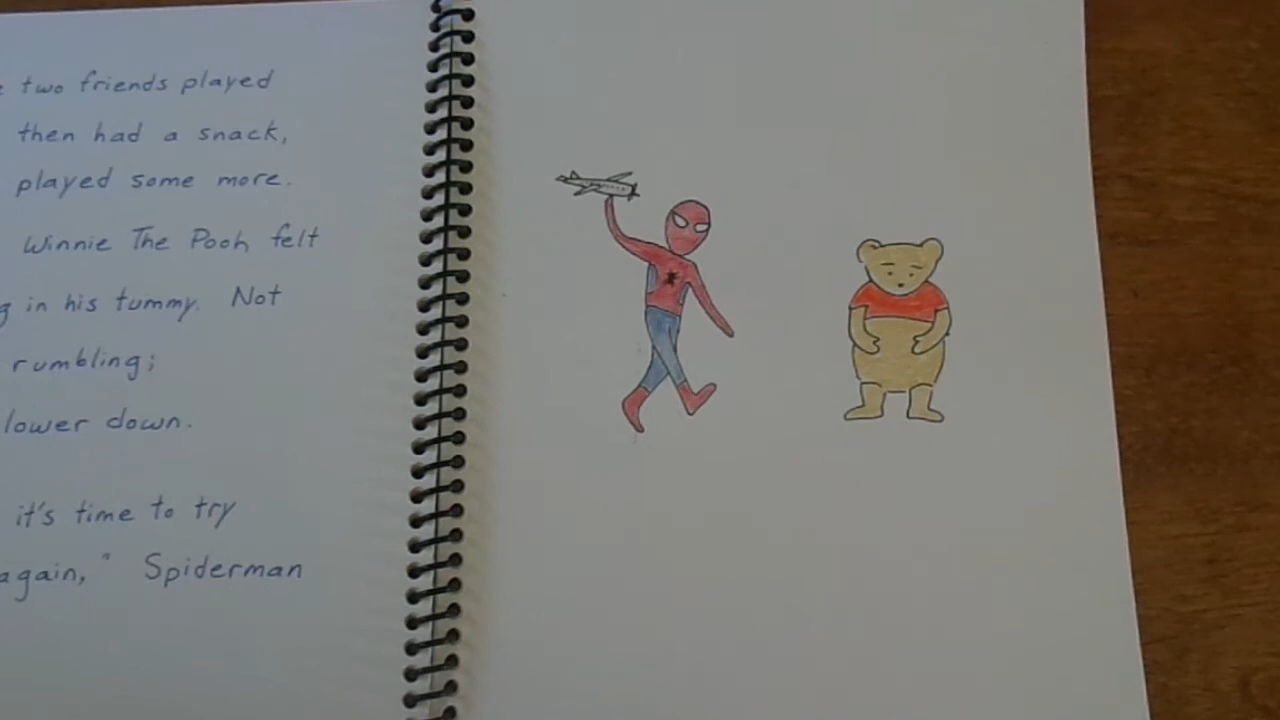 two friends played
then had a snack,
played some more.
Winnie The Pooh felt
in his tummy. Not
rumbling;
lower down.
it's time to try
again," Spiderman